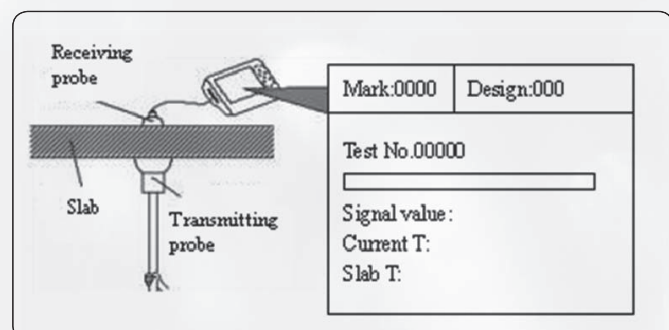 Receiving
probe
Slab
Transmitting
probe
Mark:0000 Design:000
Test No.00000
Signal value:
Current T:
Slab T: